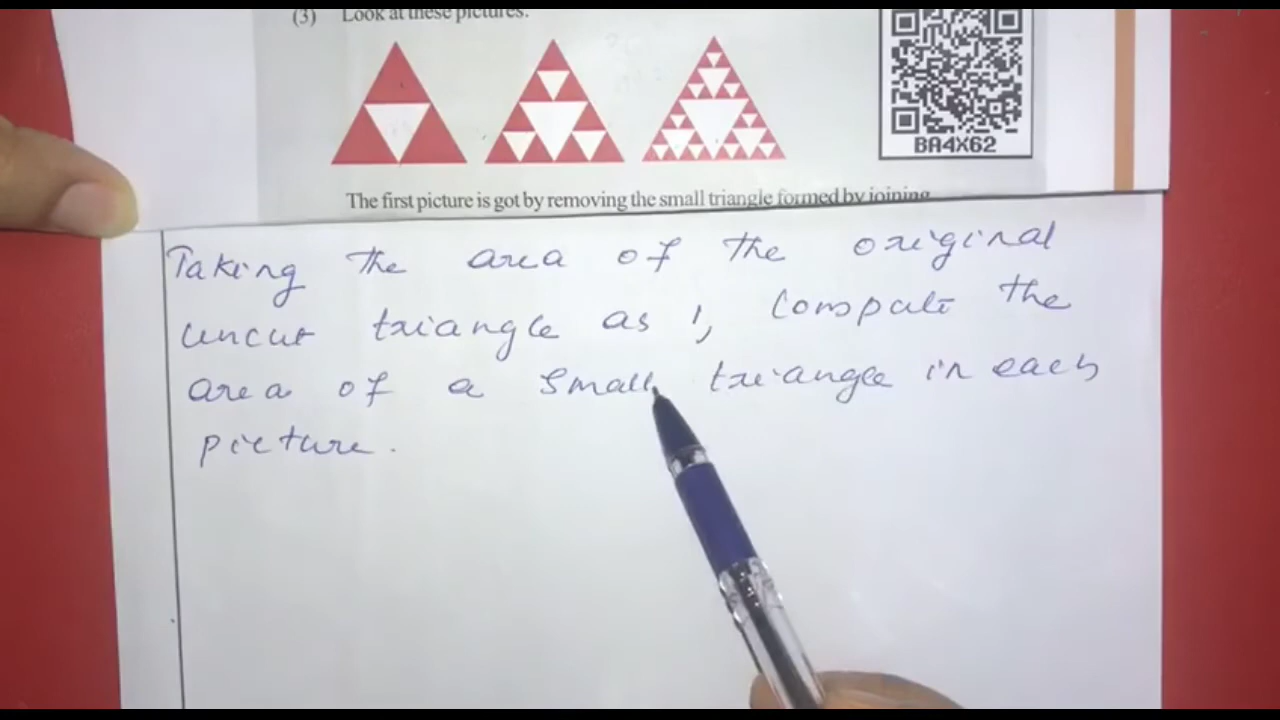 (3) Look at these pictures.
BA4X62
The first picture is got by removing the small triangle formed by joining
Taking the area of the original
uncut triangle as 1, Compute the
area of a small triangle in each
picture.